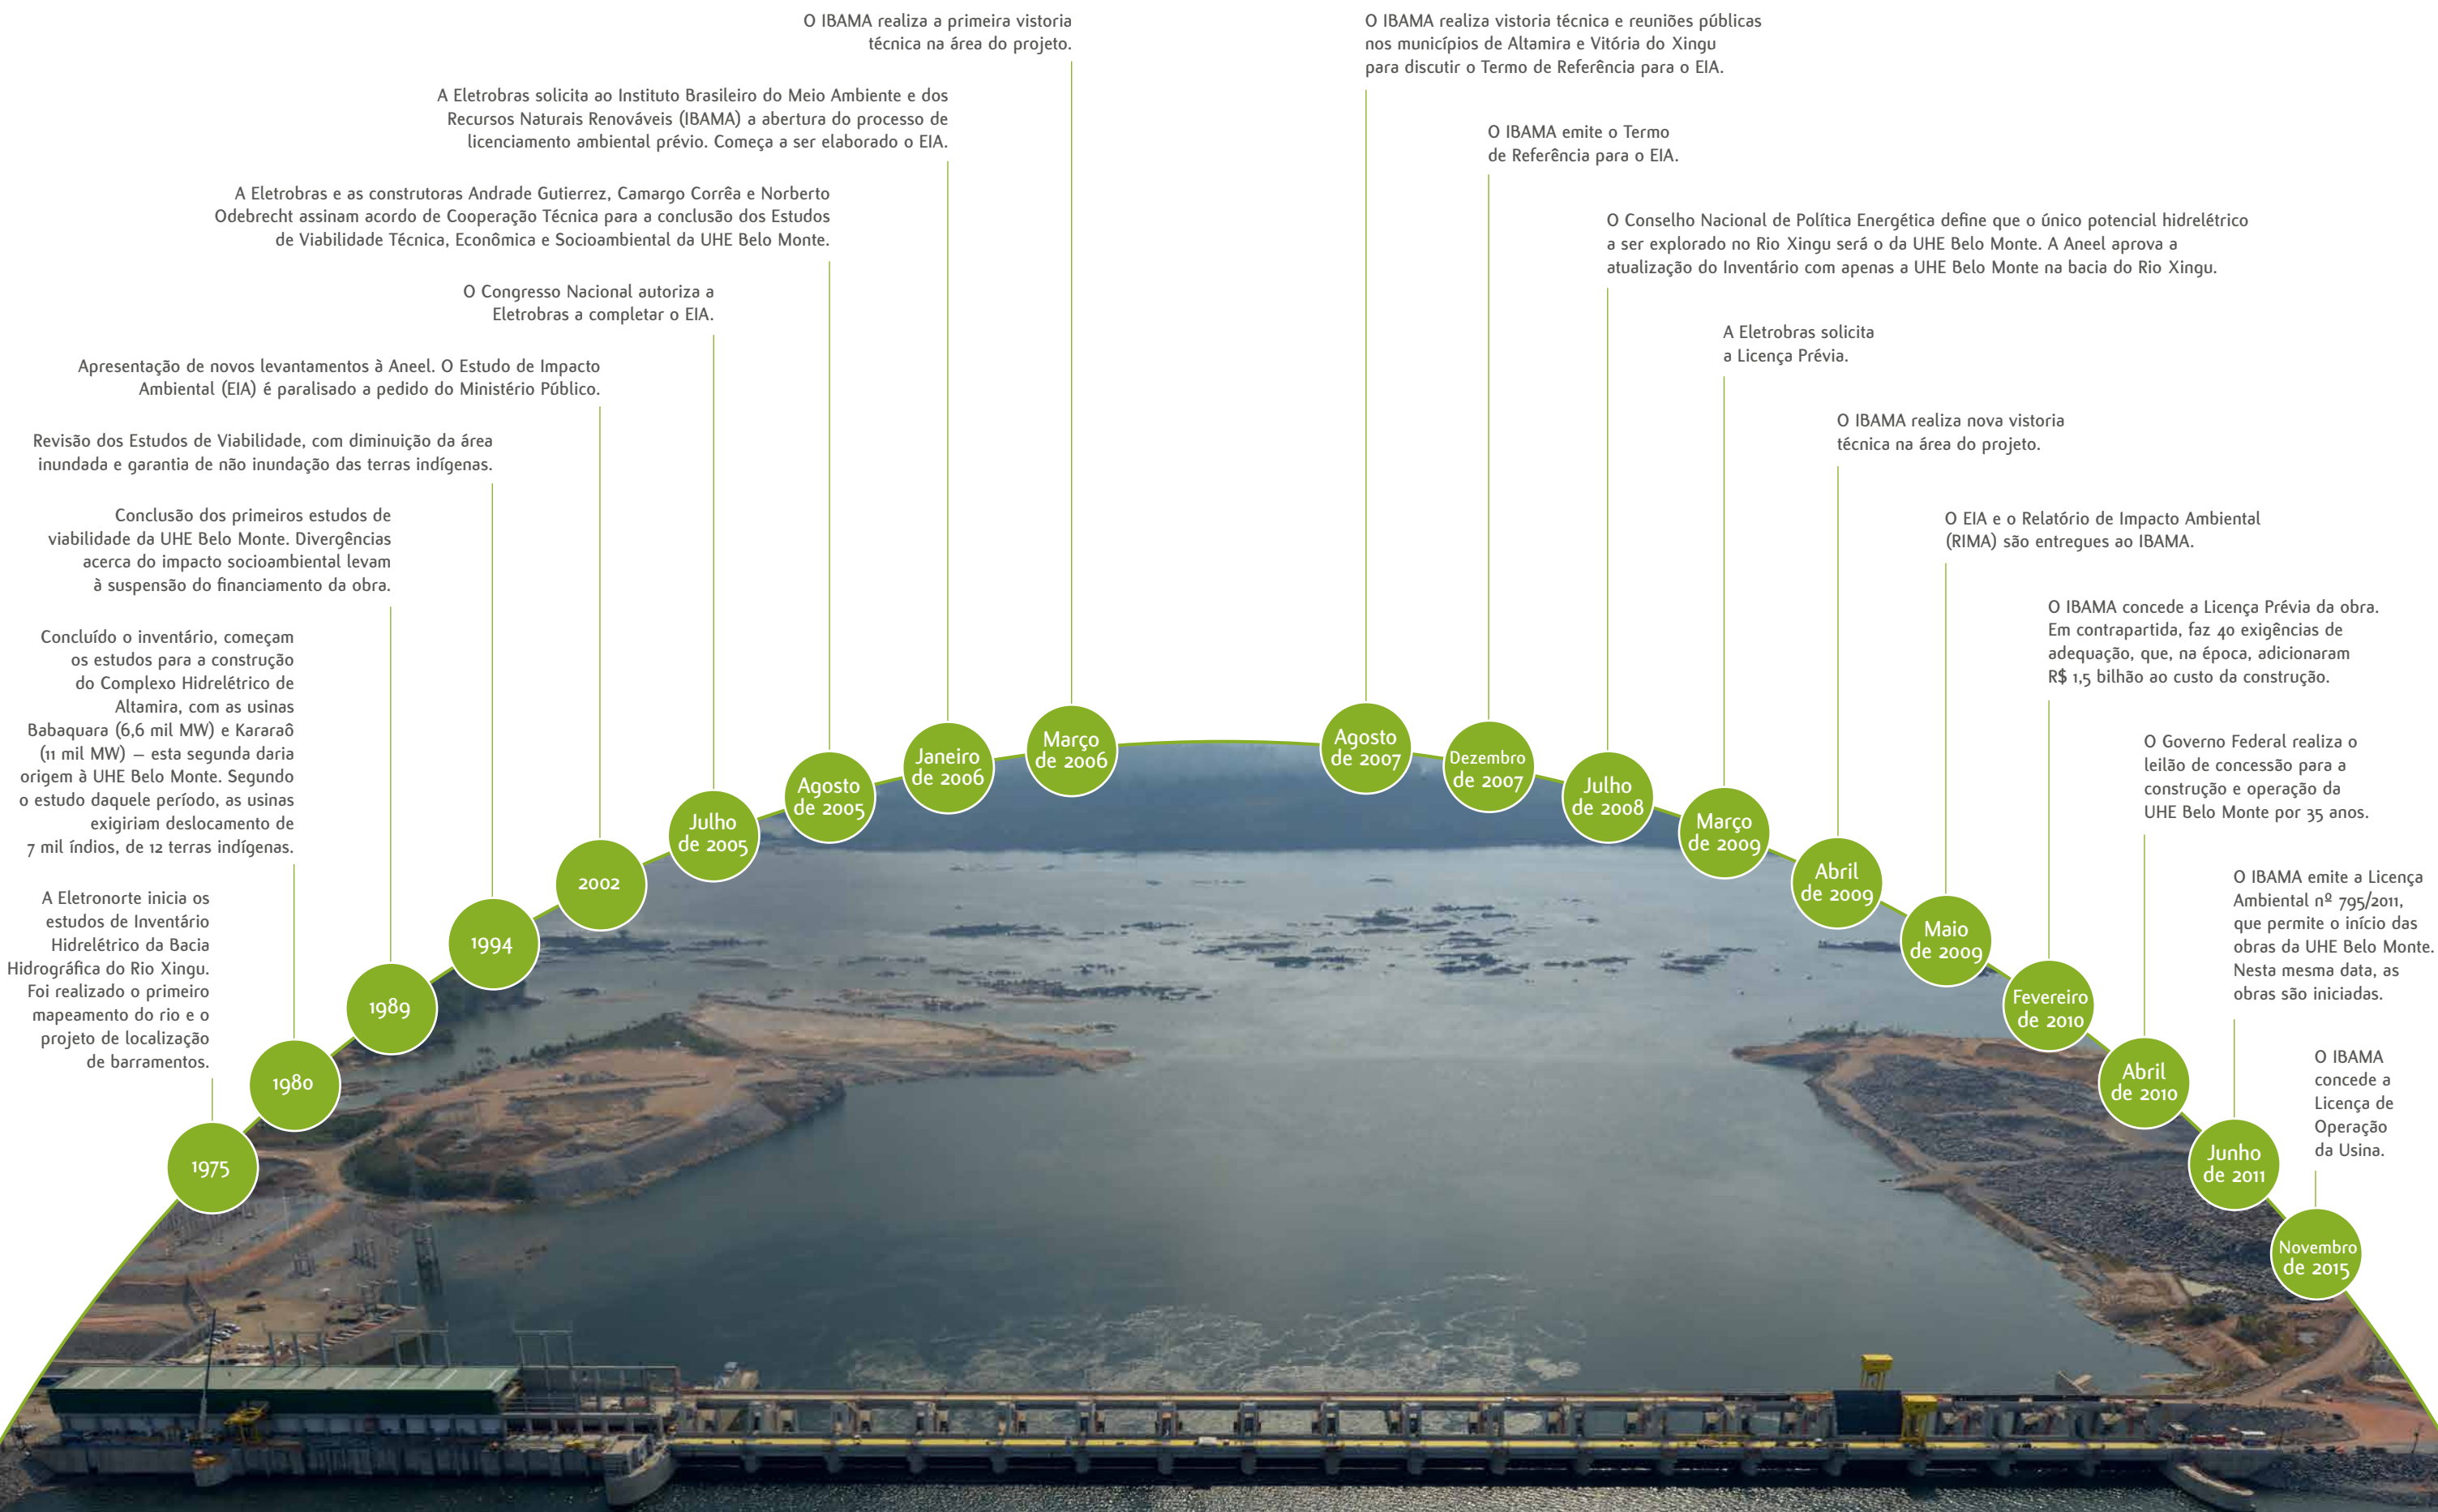 A Eletronorte inicia os
estudos de Inventário
Hidrelétrico da Bacia
Hidrográfica do Rio Xingu.
Foi realizado o primeiro
mapeamento do rio e o
projeto de localização
de barramentos.
1975
Concluído o inventário, começam
os estudos para a construção
do Complexo Hidrelétrico de
Altamira, com as usinas
Babaquara (6,6 mil MW) e Kararaô
(11 mil MW) — esta segunda daria
origem à UHE Belo Monte. Segundo
o estudo daquele período, as usinas
exigiriam deslocamento de
7 mil índios, de 12 terras indígenas.
1980
Conclusão dos primeiros estudos de
viabilidade da UHE Belo Monte. Divergências
acerca do impacto socioambiental levam
à suspensão do financiamento da obra.
1989
Revisão dos Estudos de Viabilidade, com diminuição da área
inundada e garantia de não inundação das terras indígenas.
1994
Apresentação de novos levantamentos à Aneel. O Estudo de Impacto
Ambiental (EIA) é paralisado a pedido do Ministério Público.
2002
O Congresso Nacional autoriza a
Eletrobras a completar o EIA.
Julho
de 2005
A Eletrobras e as construtoras Andrade Gutierrez, Camargo Corrêa e Norberto
Odebrecht assinam acordo de Cooperação Técnica para a conclusão dos Estudos
de Viabilidade Técnica, Econômica e Socioambiental da UHE Belo Monte.
Agosto
de 2005
A Eletrobras solicita ao Instituto Brasileiro do Meio Ambiente e dos
Recursos Naturais Renováveis (IBAMA) a abertura do processo de
licenciamento ambiental prévio. Começa a ser elaborado o EIA.
Janeiro
de 2006
O IBAMA realiza a primeira vistoria
técnica na área do projeto.
Março
de 2006
O IBAMA realiza vistoria técnica e reuniões públicas
nos municípios de Altamira e Vitória do Xingu
para discutir o Termo de Referência para o EIA.
Agosto
de 2007
O IBAMA emite o Termo
de Referência para o EIA.
Dezembro
de 2007
O Conselho Nacional de Política Energética define que o único potencial hidrelétrico
a ser explorado no Rio Xingu será o da UHE Belo Monte. A Aneel aprova a
atualização do Inventário com apenas a UHE Belo Monte na bacia do Rio Xingu.
Julho
de 2008
A Eletrobras solicita
a Licença Prévia.
Março
de 2009
O IBAMA realiza nova vistoria
técnica na área do projeto.
Abril
de 2009
O EIA e o Relatório de Impacto Ambiental
(RIMA) são entregues ao IBAMA.
Maio
de 2009
O IBAMA concede a Licença Prévia da obra.
Em contrapartida, faz 40 exigências de
adequação, que, na época, adicionaram
R$ 1,5 bilhão ao custo da construção.
Fevereiro
de 2010
O Governo Federal realiza o
leilão de concessão para a
construção e operação da
UHE Belo Monte por 35 anos.
Abril
de 2010
O IBAMA emite a Licença
Ambiental nº 795/2011,
que permite o início das
obras da UHE Belo Monte.
Nesta mesma data, as
obras são iniciadas.
Junho
de 2011
O IBAMA
concede a
Licença de
Operação
da Usina.
Novembro
de 2015